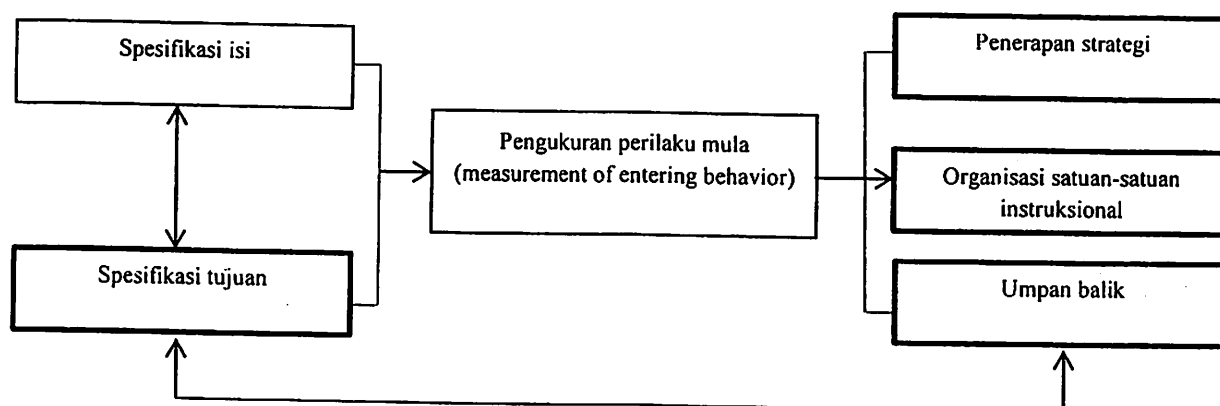 Spesifikasi isi
Spesifikasi tujuan
Pengukuran perilaku mula
(measurement of entering behavior)
Penerapan strategi
Organisasi satuan-satuan
instruksional
Umpan balik